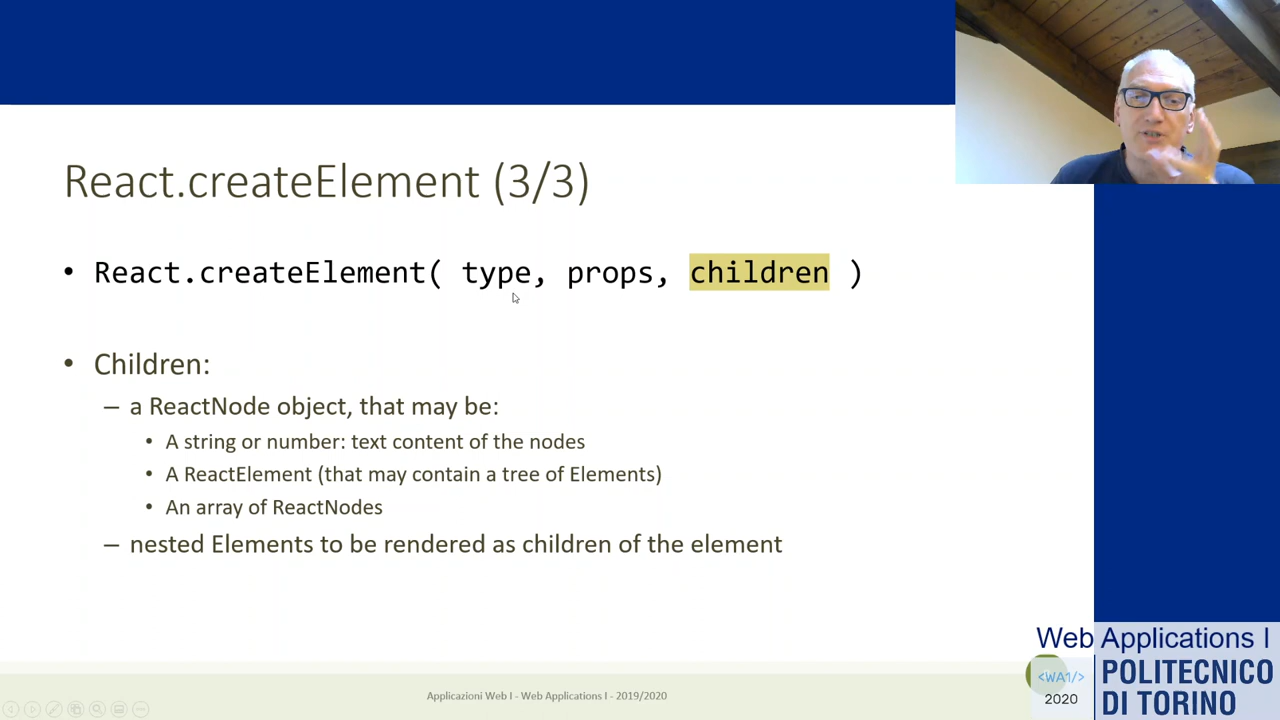 React.createElement (3/3)
• React.createElement( type, props, children )
• Children:
– a ReactNode object, that may be:
• A string or number: text content of the nodes
• A ReactElement (that may contain a tree of Elements)
• An array of ReactNodes
– nested Elements to be rendered as children of the element
Applicazioni Web I - Web Applications I - 2019/2020
Web Applications I
<WA1/>
2020
POLITECNICO
DI TORINO